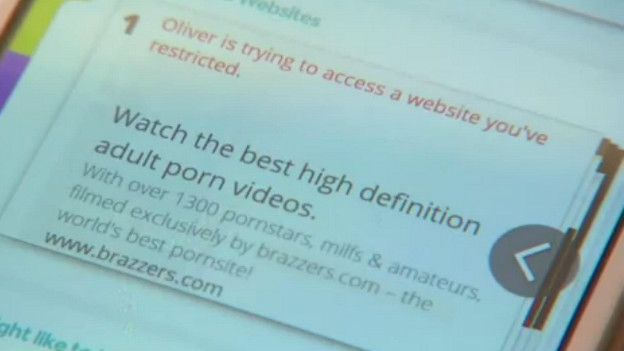 Websites
1
Oliver is trying to access a website you've
restricted.
Watch the best high definition
adult porn videos.
With over 1300 pornstars, milfs & amateurs,
filmed exclusively by brazzers.com – the
world's best pornsite!
www.brazzers.com
ght like to